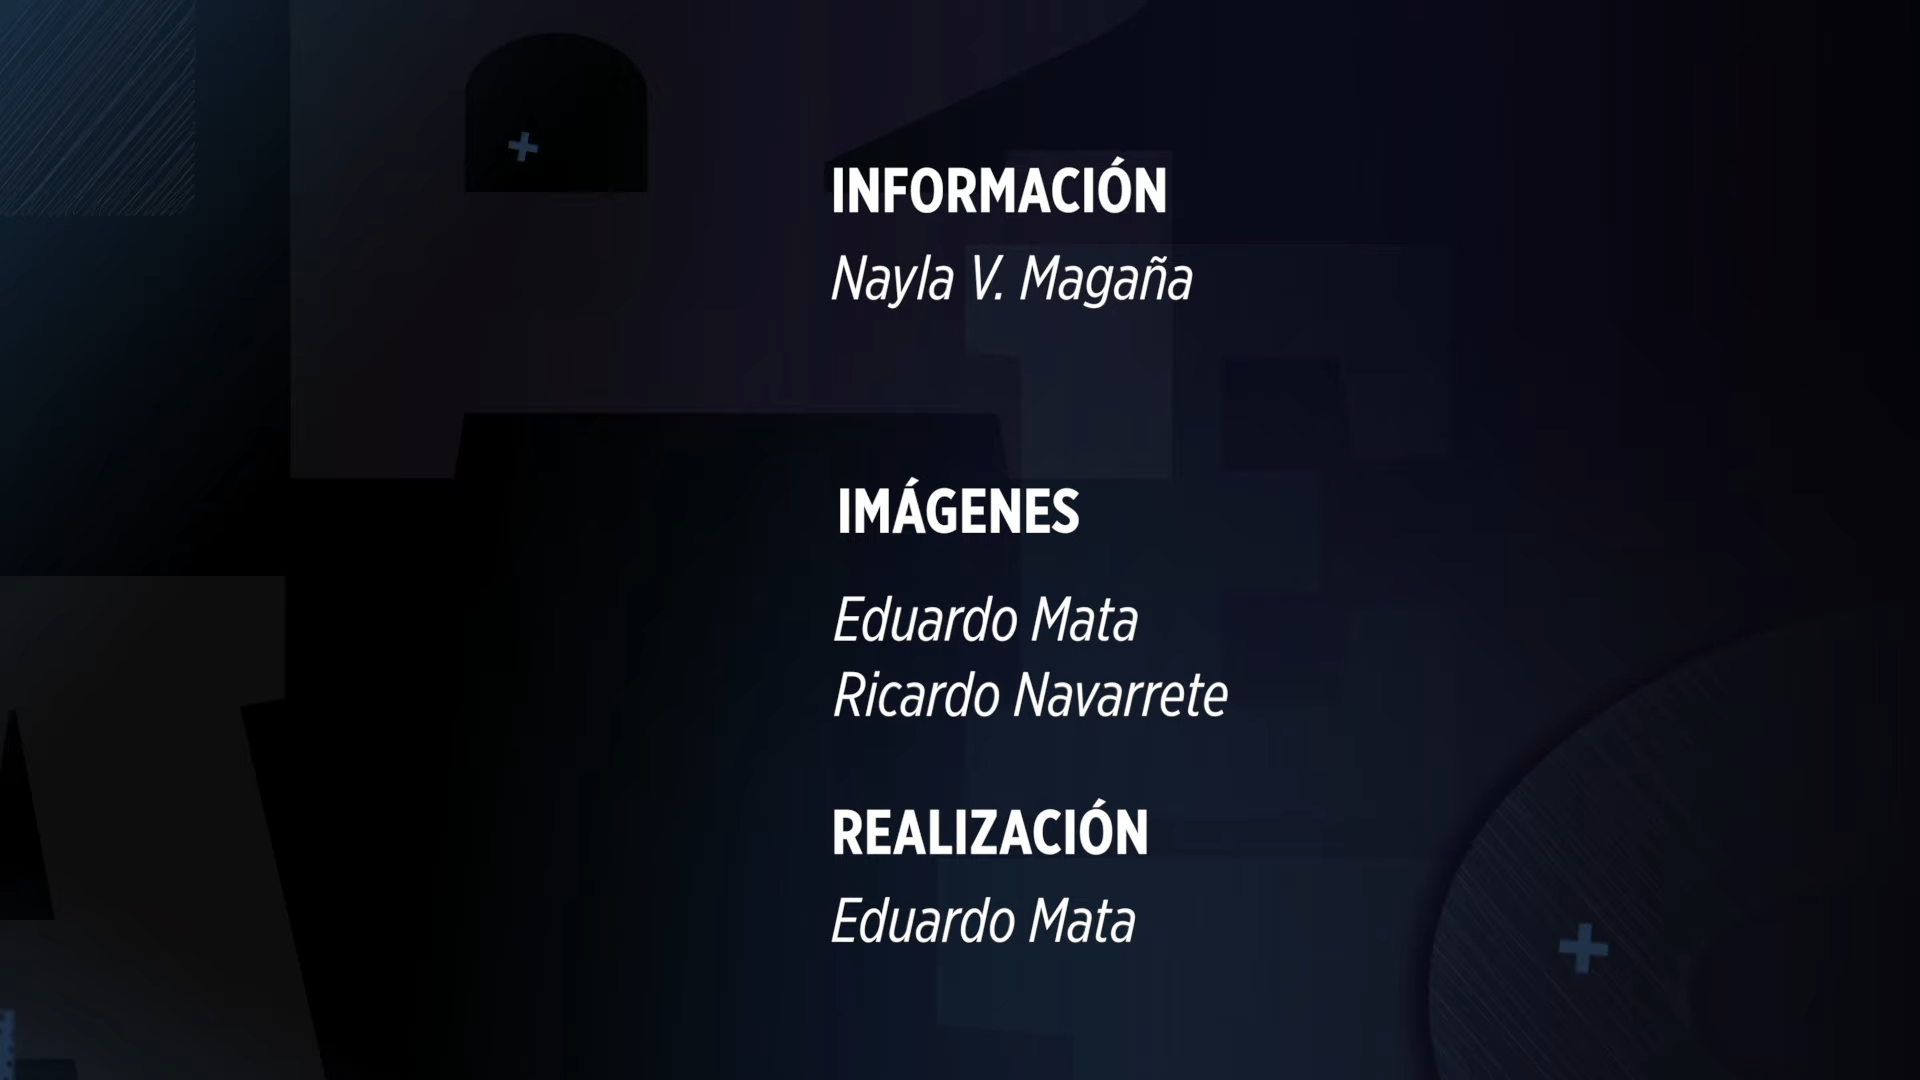 INFORMACIÓN
Nayla V. Magaña
IMÁGENES
Eduardo Mata
Ricardo Navarrete
REALIZACIÓN
Eduardo Mata